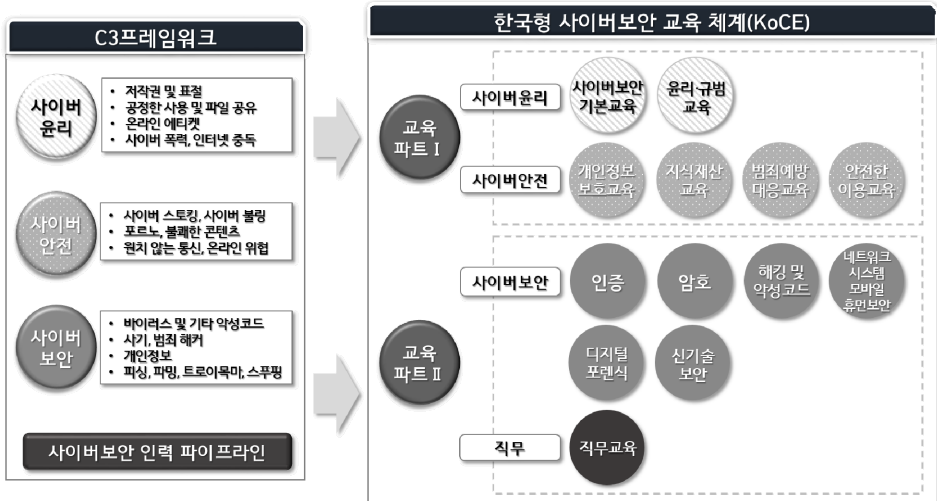 C3프레임워크
사이버
윤리
• 저작권 및 표절
• 공정한 사용 및 파일 공유
• 온라인 에티켓
• 사이버 폭력, 인터넷 중독
사이버
안전
• 사이버 스토킹, 사이버 불링
• 포르노, 불쾌한 콘텐츠
• 원치 않는 통신, 온라인 위협
사이버
보안
• 바이러스 및 기타 악성코드
• 사기, 범죄 해커
• 개인정보
• 피싱, 파밍, 트로이목마, 스푸핑
사이버보안 인력 파이프라인
한국형 사이버보안 교육 체계(KoCE)
교육
파트 I
사이버윤리
사이버보안
기본교육
윤리·규범
교육
사이버안전
개인정보
보호교육
지식재산
교육
범죄예방
대응교육
안전한
이용교육
교육
파트 II
사이버보안
인증
암호
해킹 및
악성코드
네트워크
시스템
모바일
휴먼보안
디지털
포렌식
신기술
보안
직무
직무교육